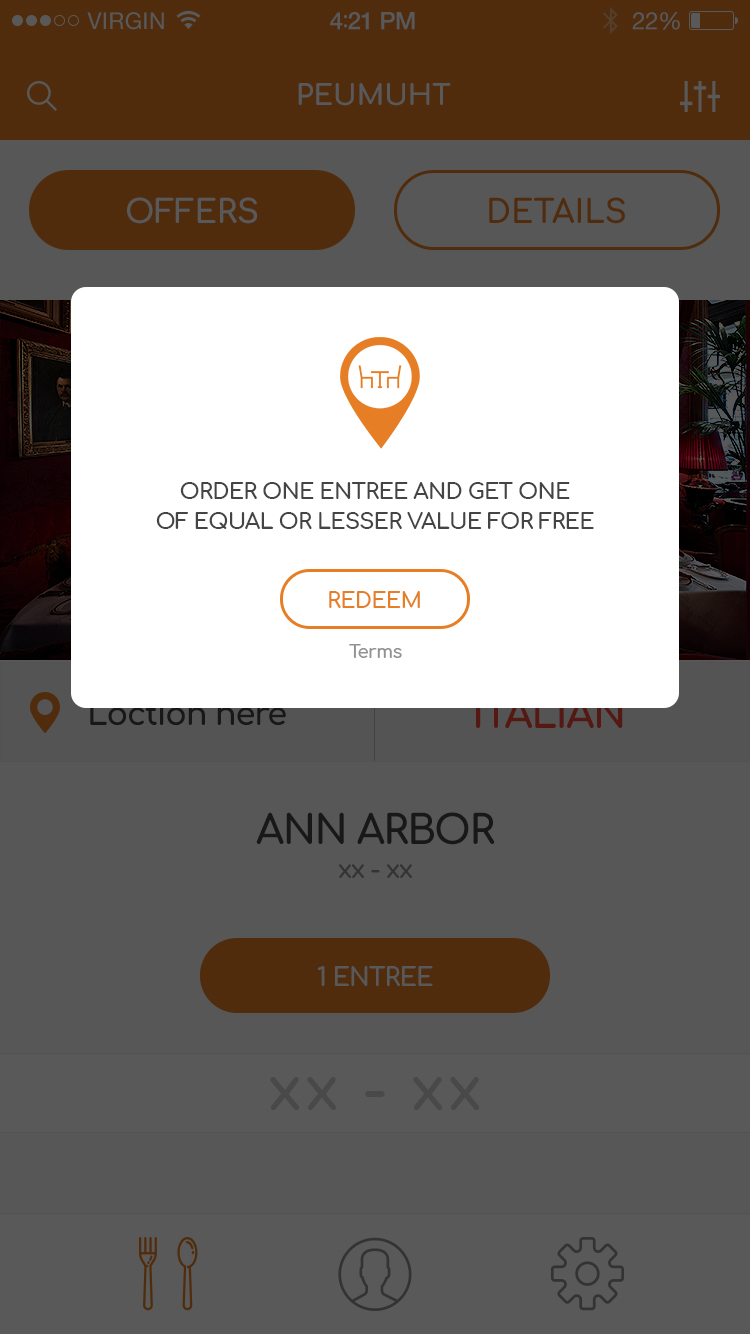 VIRGIN
4:21 PM
22%
PEUMUHT
OFFERS
DETAILS
ORDER ONE ENTREE AND GET ONE
OF EQUAL OR LESSER VALUE FOR FREE
REDEEM
Terms
Loction here
ITALIAN
ANN ARBOR
xx - xx
1 ENTREE
xx - xx